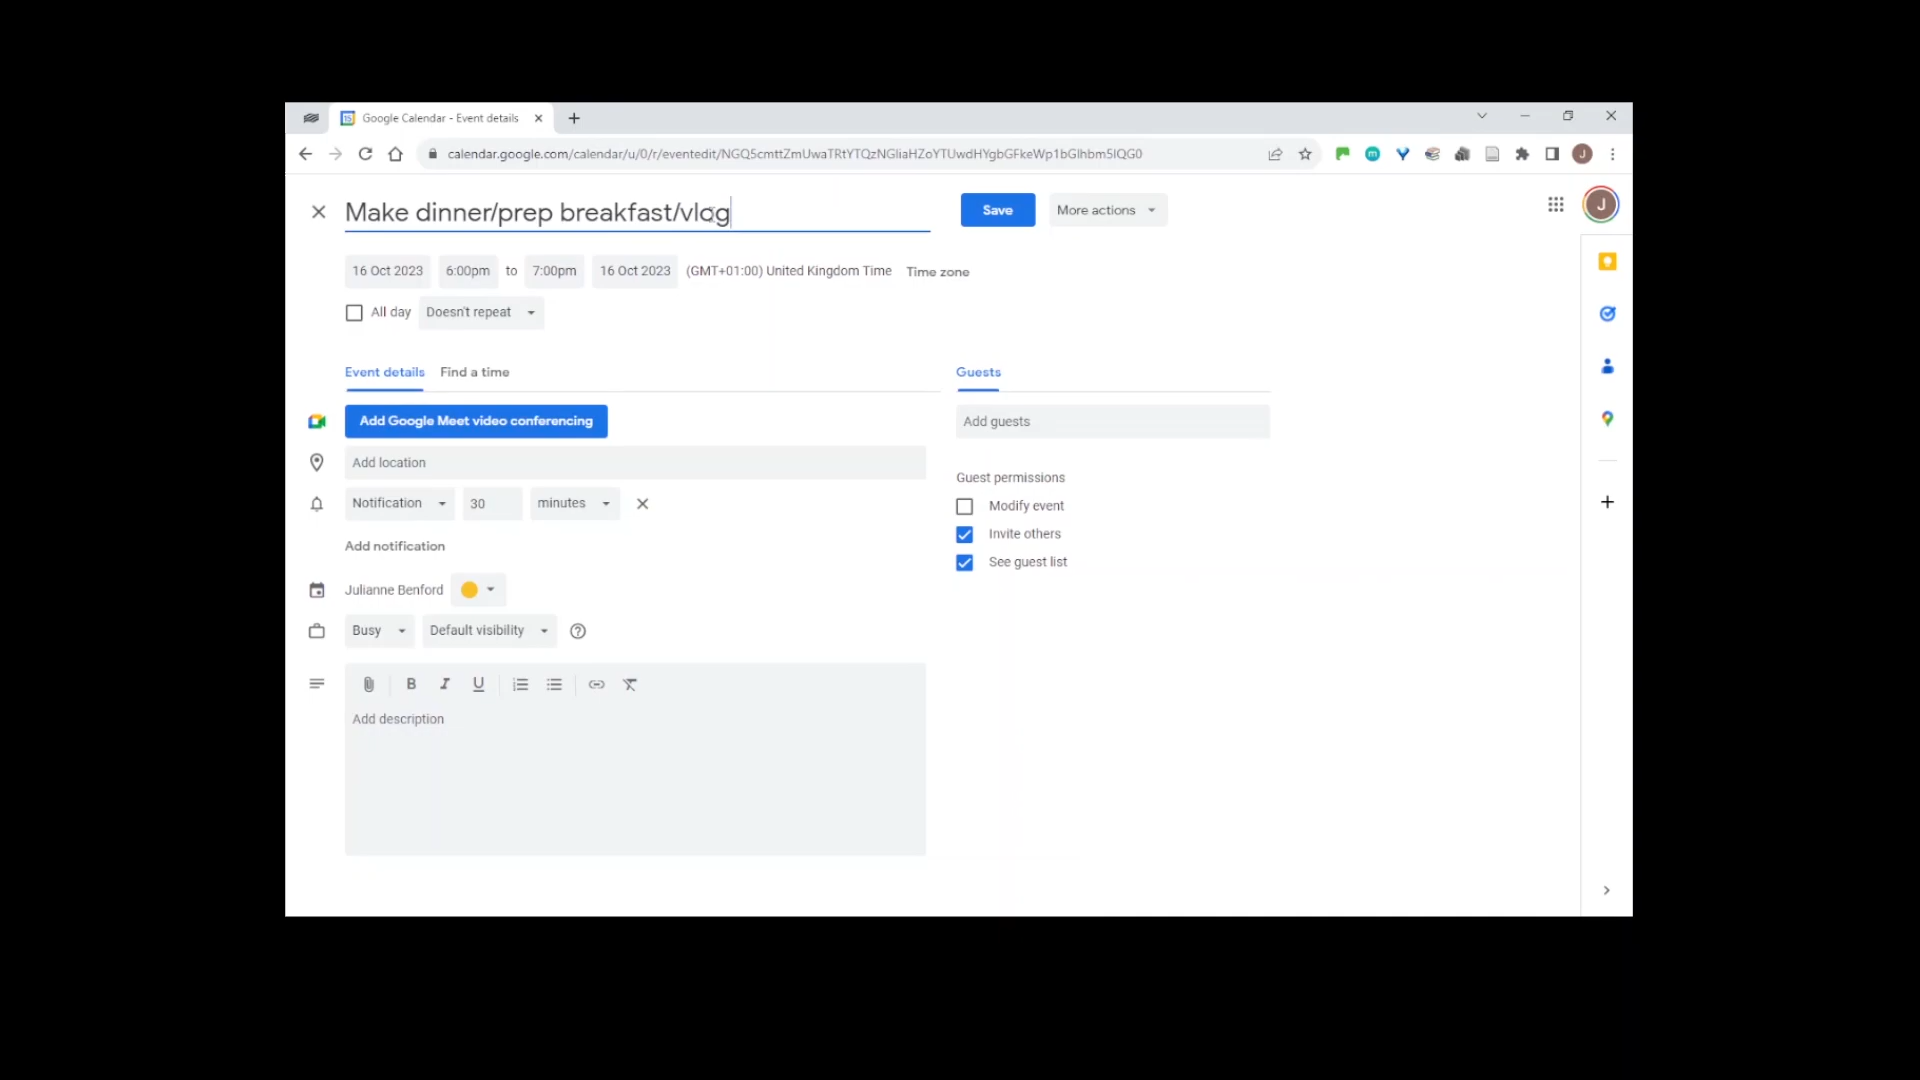 Google Calendar - Event details
calendar.google.com/calendar/u/0/r/eventedit/NGQ5cmttZmUwaTRtYTQzNGliaHZoYTUwdHYgbGFkeWp1bGlhbm5lQG0
Make dinner/prep breakfast/vlog
Save
More actions
J
16 Oct 2023 6:00pm to 7:00pm 16 Oct 2023 (GMT+01:00) United Kingdom Time Time zone
All day Doesn't repeat
Event details Find a time
Guests
Add Google Meet video conferencing
Add guests
Add location
Guest permissions
Notification 30 minutes
Modify event
Invite others
Add notification
See guest list
Julianne Benford
Busy Default visibility
B I U
Add description